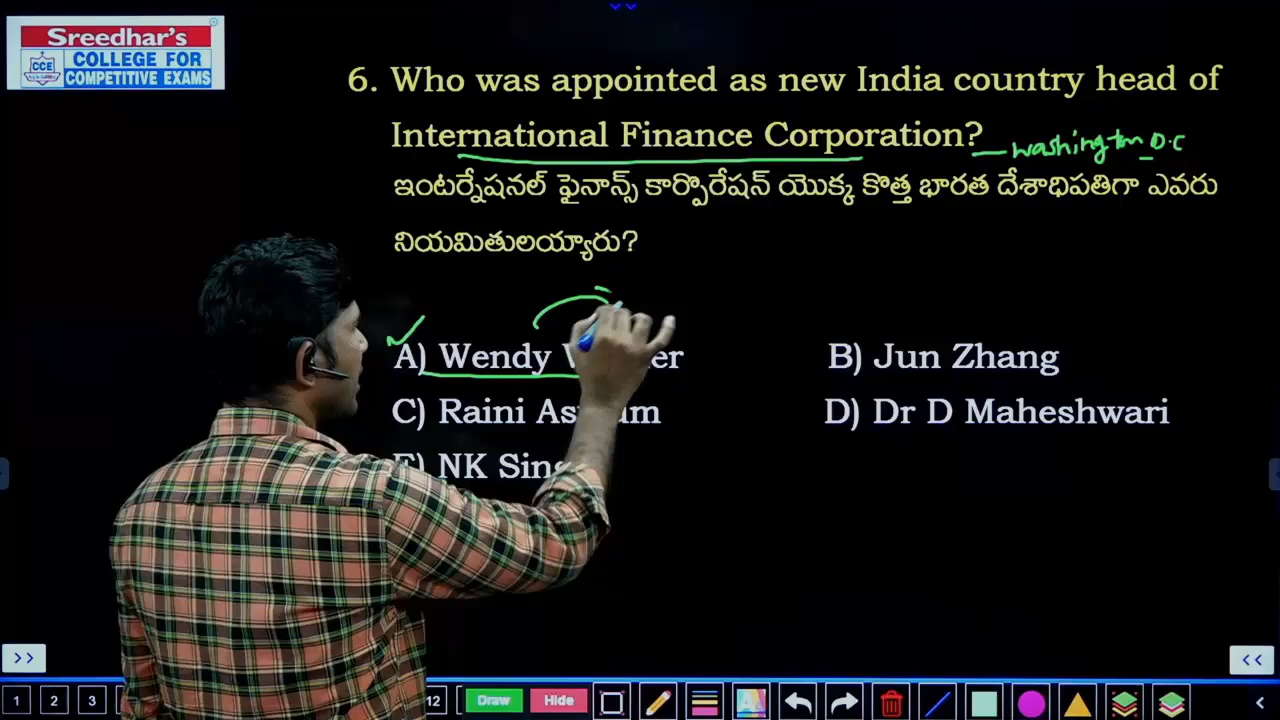 Sreedhar's
CCE
COLLEGE FOR
COMPETITIVE EXAMS
6. Who was appointed as new India country head of
International Finance Corporation?
washington D.C
ఇంటర్నేషనల్ ఫైనాన్స్ కార్పొరేషన్ యొక్క కొత్త భారత దేశాధిపతిగా ఎవరు
నియమితులయ్యారు?
A) Wendy
B) Jun Zhang
C) Raini
D) Dr D Maheshwari
E) NK
>>
<<
1 2 3 12 Draw Hide
<